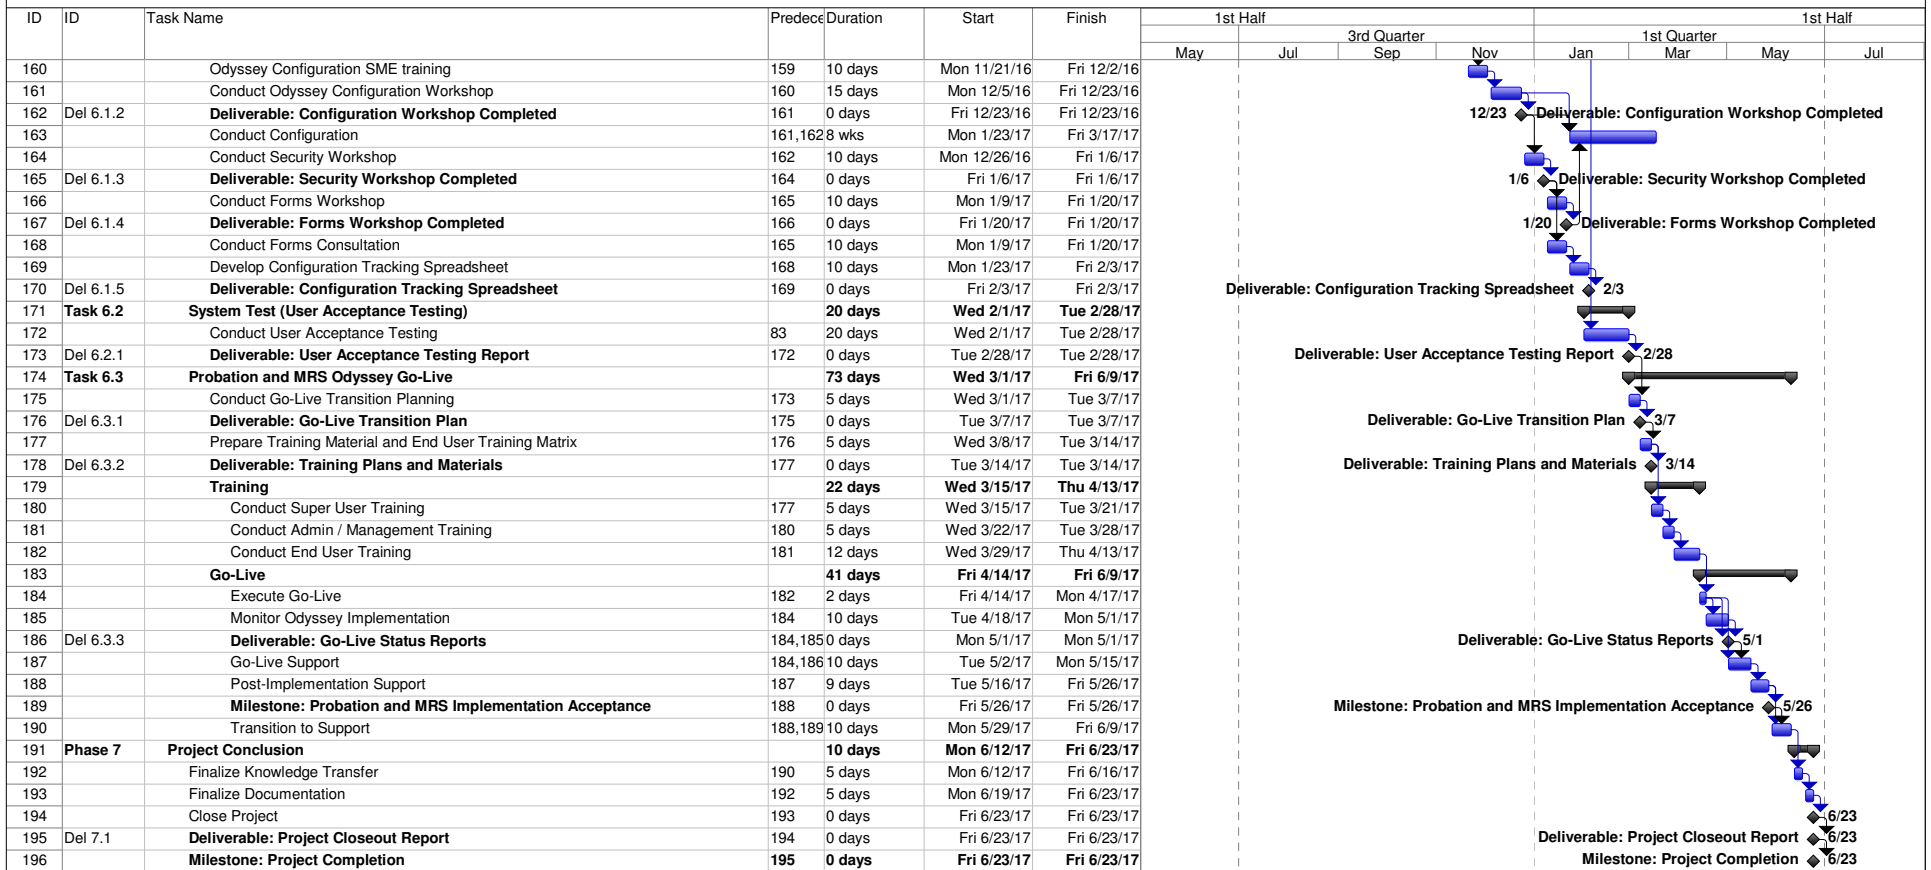 ID ID Task Name Predece Duration Start Finish 1st Half 1st Half
3rd Quarter 1st Quarter
May Jul Sep Nov Jan Mar May Jul
160 Odyssey Configuration SME training 159 10 days Mon 11/21/16 Fri 12/2/16
161 Conduct Odyssey Configuration Workshop 160 15 days Mon 12/5/16 Fri 12/23/16
162 Del 6.1.2 Deliverable: Configuration Workshop Completed 161 0 days Fri 12/23/16 Fri 12/23/16 12/23 Deliverable: Configuration Workshop Completed
163 Conduct Configuration 161,162 8 wks Mon 1/23/17 Fri 3/17/17
164 Conduct Security Workshop 162 10 days Mon 12/26/16 Fri 1/6/17
165 Del 6.1.3 Deliverable: Security Workshop Completed 164 0 days Fri 1/6/17 Fri 1/6/17 1/6 Deliverable: Security Workshop Completed
166 Conduct Forms Workshop 165 10 days Mon 1/9/17 Fri 1/20/17
167 Del 6.1.4 Deliverable: Forms Workshop Completed 166 0 days Fri 1/20/17 Fri 1/20/17 1/20 Deliverable: Forms Workshop Completed
168 Conduct Forms Consultation 165 10 days Mon 1/9/17 Fri 1/20/17
169 Develop Configuration Tracking Spreadsheet 168 10 days Mon 1/23/17 Fri 2/3/17
170 Del 6.1.5 Deliverable: Configuration Tracking Spreadsheet 169 0 days Fri 2/3/17 Fri 2/3/17 Deliverable: Configuration Tracking Spreadsheet 2/3
171 Task 6.2 System Test (User Acceptance Testing) 20 days Wed 2/1/17 Tue 2/28/17
172 Conduct User Acceptance Testing 83 20 days Wed 2/1/17 Tue 2/28/17
173 Del 6.2.1 Deliverable: User Acceptance Testing Report 172 0 days Tue 2/28/17 Tue 2/28/17 Deliverable: User Acceptance Testing Report 2/28
174 Task 6.3 Probation and MRS Odyssey Go-Live 73 days Wed 3/1/17 Fri 6/9/17
175 Conduct Go-Live Transition Planning 173 5 days Wed 3/1/17 Tue 3/7/17
176 Del 6.3.1 Deliverable: Go-Live Transition Plan 175 0 days Tue 3/7/17 Tue 3/7/17 Deliverable: Go-Live Transition Plan 3/7
177 Prepare Training Material and End User Training Matrix 176 5 days Wed 3/8/17 Tue 3/14/17
178 Del 6.3.2 Deliverable: Training Plans and Materials 177 0 days Tue 3/14/17 Tue 3/14/17 Deliverable: Training Plans and Materials 3/14
179 Training 22 days Wed 3/15/17 Thu 4/13/17
180 Conduct Super User Training 177 5 days Wed 3/15/17 Tue 3/21/17
181 Conduct Admin / Management Training 180 5 days Wed 3/22/17 Tue 3/28/17
182 Conduct End User Training 181 12 days Wed 3/29/17 Thu 4/13/17
183 Go-Live 41 days Fri 4/14/17 Fri 6/9/17
184 Execute Go-Live 182 2 days Fri 4/14/17 Mon 4/17/17
185 Monitor Odyssey Implementation 184 10 days Tue 4/18/17 Mon 5/1/17
186 Del 6.3.3 Deliverable: Go-Live Status Reports 184,185 0 days Mon 5/1/17 Mon 5/1/17 Deliverable: Go-Live Status Reports 5/1
187 Go-Live Support 184,186 10 days Tue 5/2/17 Mon 5/15/17
188 Post-Implementation Support 187 9 days Tue 5/16/17 Fri 5/26/17
189 Milestone: Probation and MRS Implementation Acceptance 188 0 days Fri 5/26/17 Fri 5/26/17 Milestone: Probation and MRS Implementation Acceptance 5/26
190 Transition to Support 188,189 10 days Mon 5/29/17 Fri 6/9/17
191 Phase 7 Project Conclusion 10 days Mon 6/12/17 Fri 6/23/17
192 Finalize Knowledge Transfer 190 5 days Mon 6/12/17 Fri 6/16/17
193 Finalize Documentation 192 5 days Mon 6/19/17 Fri 6/23/17
194 Close Project 193 0 days Fri 6/23/17 Fri 6/23/17 6/23
195 Del 7.1 Deliverable: Project Closeout Report 194 0 days Fri 6/23/17 Fri 6/23/17 Deliverable: Project Closeout Report 6/23
196 Milestone: Project Completion 195 0 days Fri 6/23/17 Fri 6/23/17 Milestone: Project Completion 6/23